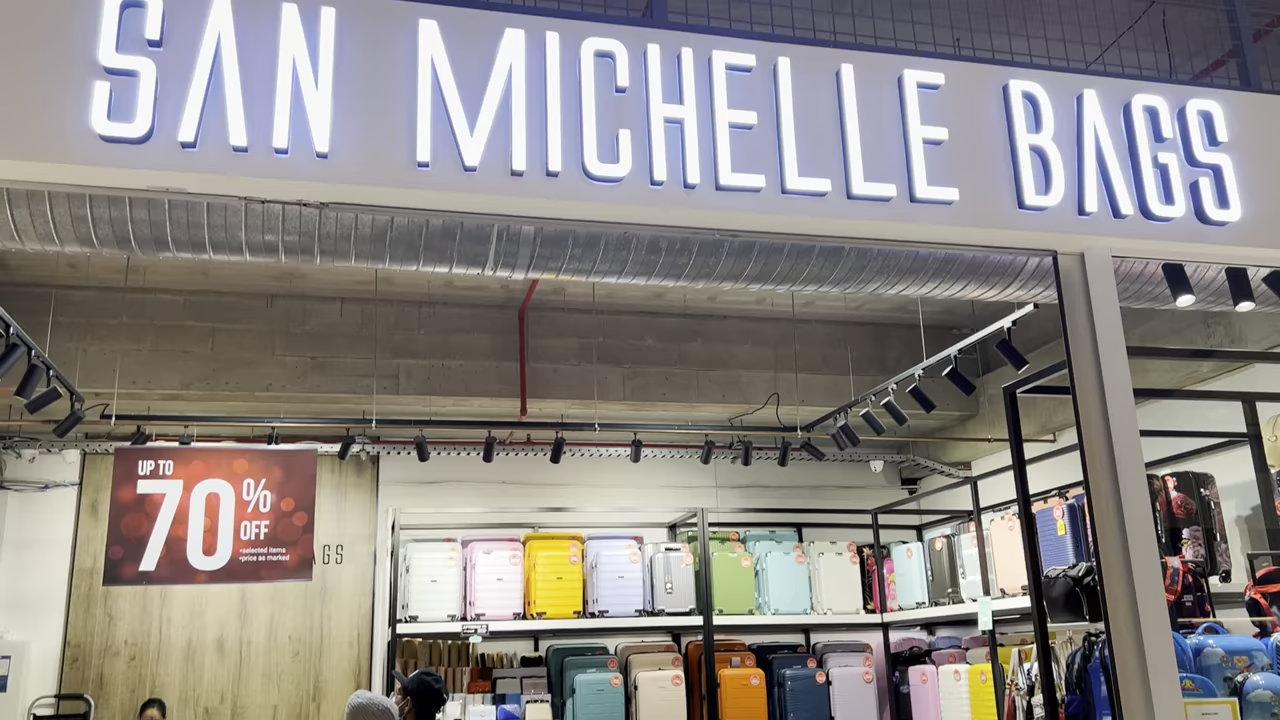 SAN MICHELLE BAGS
UP TO
70%
OFF
•selected items
•price as marked
AGS